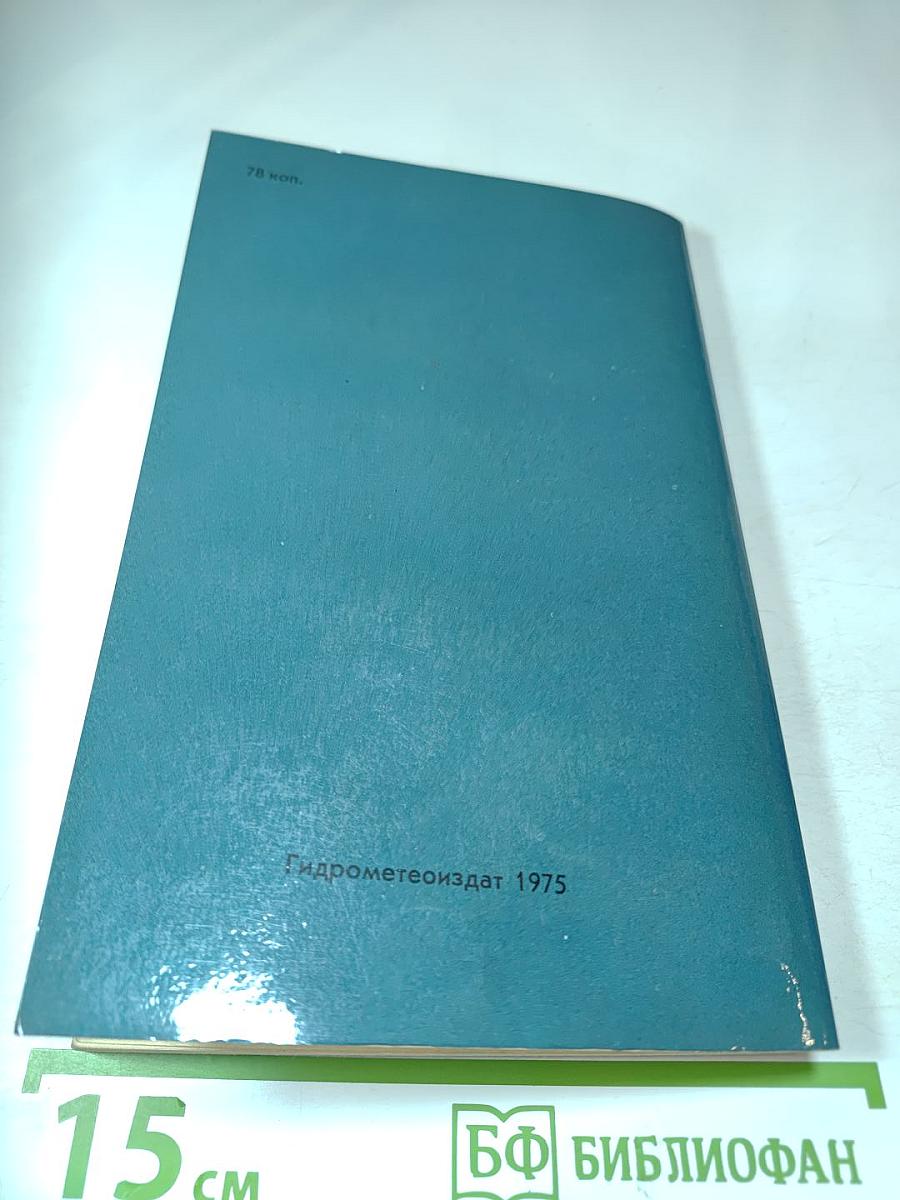 78 коп.
Гидрометеоиздат 1975
15 см
БФ БИБЛИОФАН